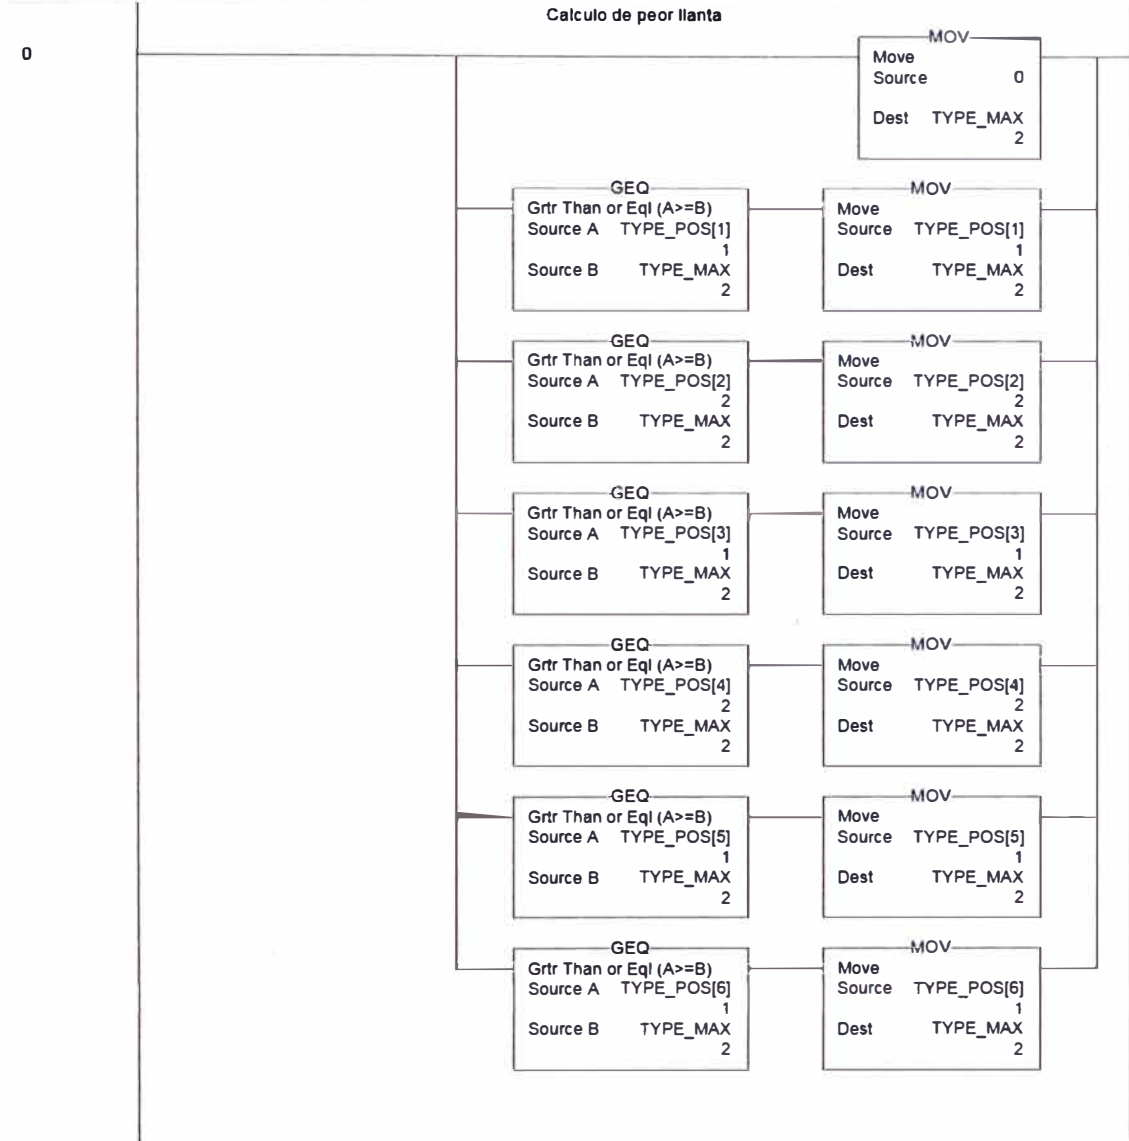 Calculo de peor llanta
0
MOV
Move
Source 0
Dest TYPE_MAX
2
GEQ MOV
Grtr Than or Eql (A>=B) Move
Source A TYPE_POS[1] Source TYPE_POS[1]
1 1
Source B TYPE_MAX Dest TYPE_MAX
2 2
GEQ MOV
Grtr Than or Eql (A>=B) Move
Source A TYPE_POS[2] Source TYPE_POS[2]
2 2
Source B TYPE_MAX Dest TYPE_MAX
2 2
GEQ MOV
Grtr Than or Eql (A>=B) Move
Source A TYPE_POS[3] Source TYPE_POS[3]
1 1
Source B TYPE_MAX Dest TYPE_MAX
2 2
GEQ MOV
Grtr Than or Eql (A>=B) Move
Source A TYPE_POS[4] Source TYPE_POS[4]
2 2
Source B TYPE_MAX Dest TYPE_MAX
2 2
GEQ MOV
Grtr Than or Eql (A>=B) Move
Source A TYPE_POS[5] Source TYPE_POS[5]
1 1
Source B TYPE_MAX Dest TYPE_MAX
2 2
GEQ MOV
Grtr Than or Eql (A>=B) Move
Source A TYPE_POS[6] Source TYPE_POS[6]
1 1
Source B TYPE_MAX Dest TYPE_MAX
2 2